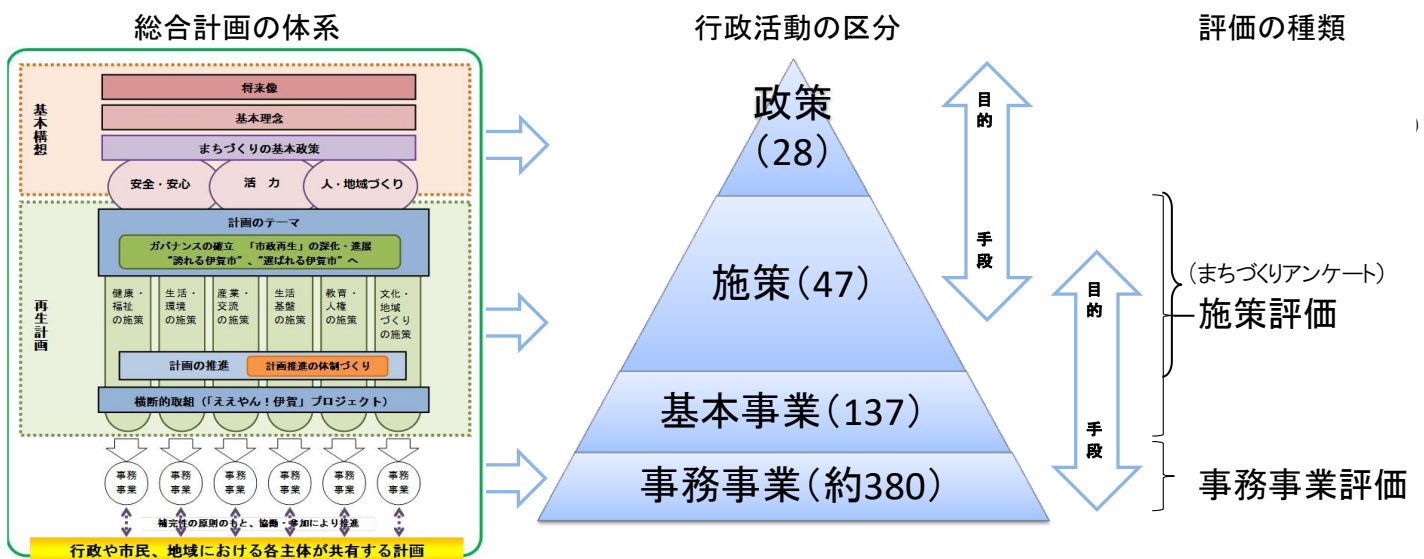 総合計画の体系
行政活動の区分
評価の種類
基本構想
将来像
基本理念
まちづくりの基本政策
安全・安心
活 力
人・地域づくり
再生計画
計画のテーマ
ガバナンスの確立 「市政再生」の深化・進展
“誇れる伊賀市”、“選ばれる伊賀市”へ
健康・
福祉
の施策
生活・
環境
の施策
産業・
交流
の施策
生活
基盤
の施策
教育・
人権
の施策
文化・
地域
づくり
の施策
計画の推進
計画推進の体制づくり
横断的取組(「ええやん!伊賀」プロジェクト)
事務
事業
事務
事業
事務
事業
事務
事業
事務
事業
事務
事業
補完性の原則のもと、協働・参加により推進
行政や市民、地域における各主体が共有する計画
政策
(28)
施策(47)
基本事業(137)
事務事業(約380)
目的
手段
目的
手段
)
(まちづくりアンケート)
施策評価
事務事業評価